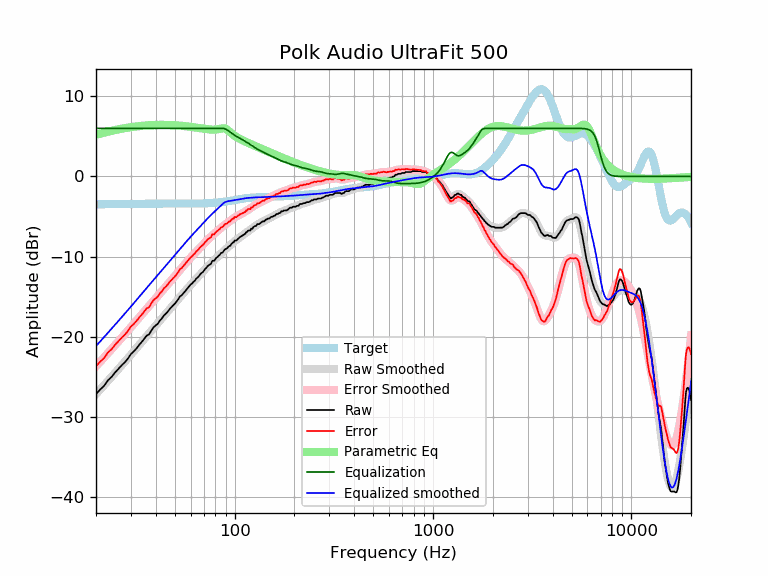 Polk Audio UltraFit 500
10
0
−10
−20
−30
−40
Amplitude (dBr)
Target
Raw Smoothed
Error Smoothed
Raw
Error
Parametric Eq
Equalization
Equalized smoothed
100
1000
10000
Frequency (Hz)